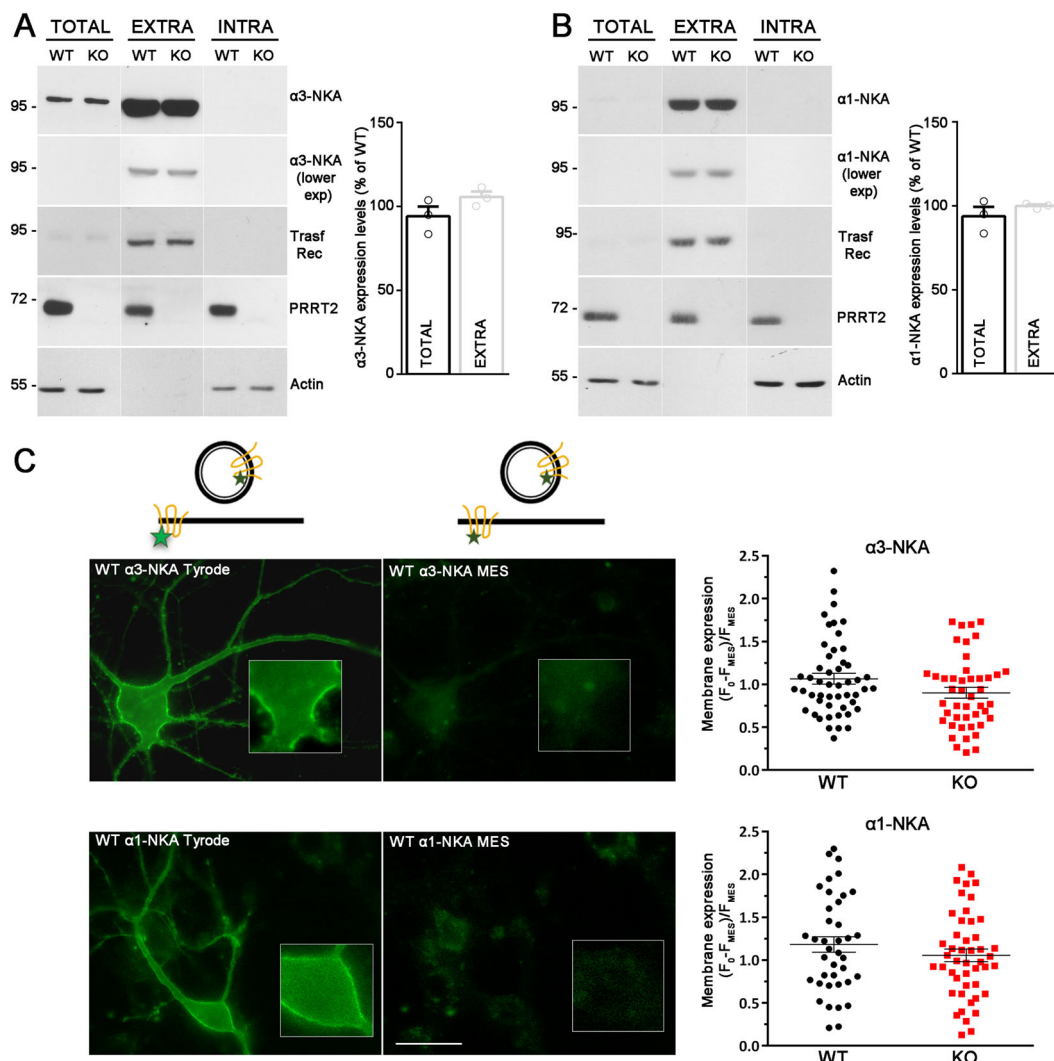 A
TOTAL EXTRA INTRA
WT KO WT KO WT KO
95 - α3-NKA
95- α3-NKA
(lower
exp)
95- Trasf
Rec
72 - PRRT2
55 - Actin
α3-NKA expression levels (% of WT)
150
100
50
0
TOTAL
EXTRA
B
TOTAL EXTRA INTRA
WT KO WT KO WT KO
95 - α1-NKA
95- α1-NKA
(lower
exp)
95- Trasf
Rec
72 - PRRT2
55 - Actin
α1-NKA expression levels (% of WT)
150
100
50
0
TOTAL
EXTRA
C
WT α3-NKA Tyrode
WT α3-NKA MES
α3-NKA
Membrane expression
(F0-FMES)/FMES
2.5
2.0
1.5
1.0
0.5
0.0
WT KO
WT α1-NKA Tyrode
WT α1-NKA MES
α1-NKA
Membrane expression
(F0-FMES)/FMES
2.5
2.0
1.5
1.0
0.5
0.0
WT KO